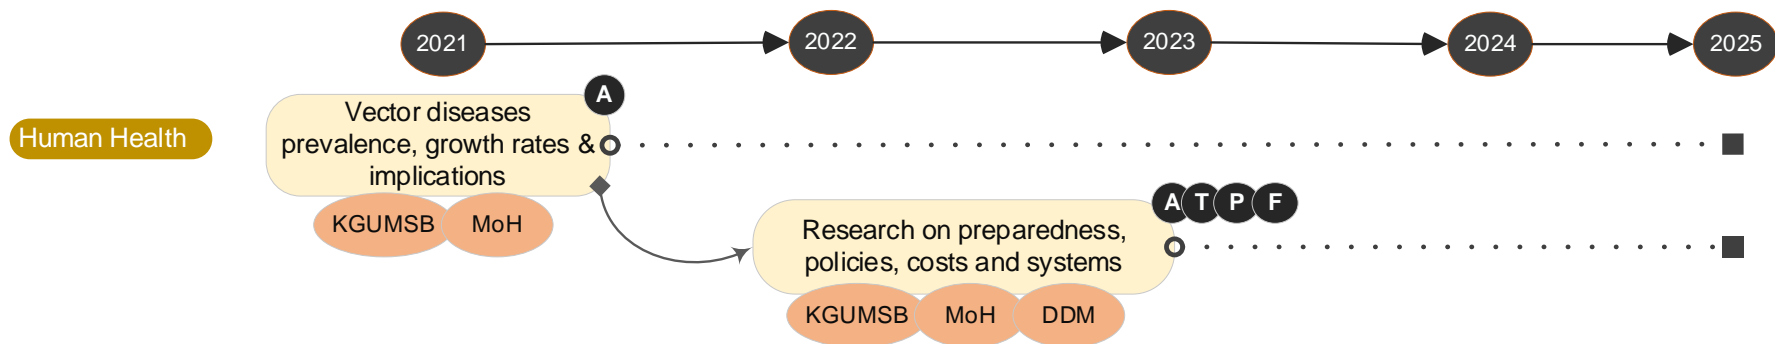 2021 2022 2023 2024 2025
Human Health
A
Vector diseases
prevalence, growth rates &
implications
KGUMSB MoH
A T P F
Research on preparedness,
policies, costs and systems
KGUMSB MoH DDM